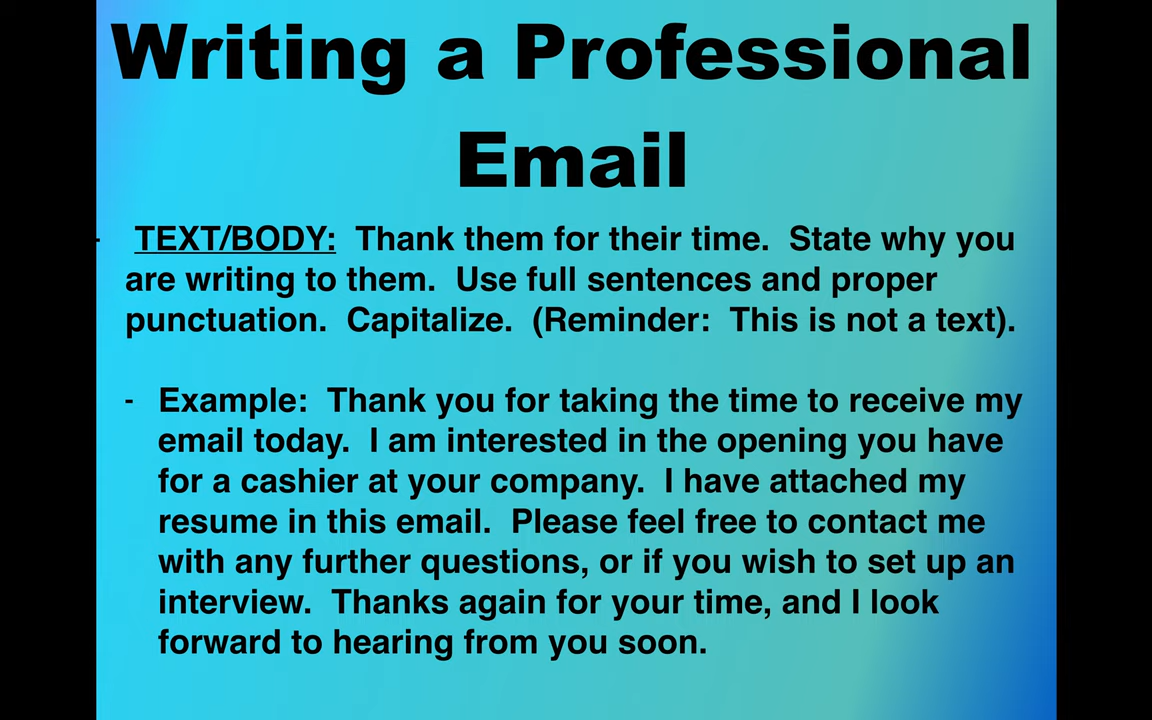 Writing a Professional
Email
- TEXT/BODY:  Thank them for their time.  State why you
are writing to them.  Use full sentences and proper
punctuation.  Capitalize.  (Reminder:  This is not a text).
- Example:  Thank you for taking the time to receive my
email today.  I am interested in the opening you have
for a cashier at your company.  I have attached my
resume in this email.  Please feel free to contact me
with any further questions, or if you wish to set up an
interview.  Thanks again for your time, and I look
forward to hearing from you soon.